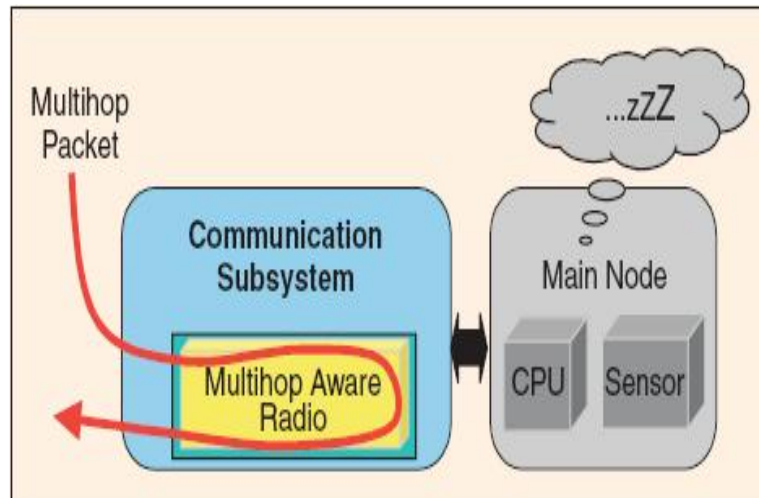 Multihop
Packet
...zzZ
Communication
Subsystem
Main Node
Multihop Aware
Radio
CPU
Sensor